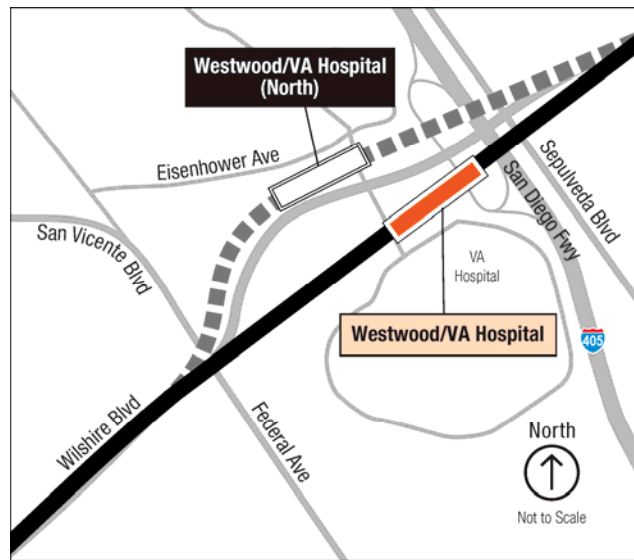 Westwood/VA Hospital
(North)
Eisenhower Ave
San Vicente Blvd
Sepulveda Blvd
San Diego Fwy
VA
Hospital
Westwood/VA Hospital
405
Wilshire Blvd
Federal Ave
North
Not to Scale